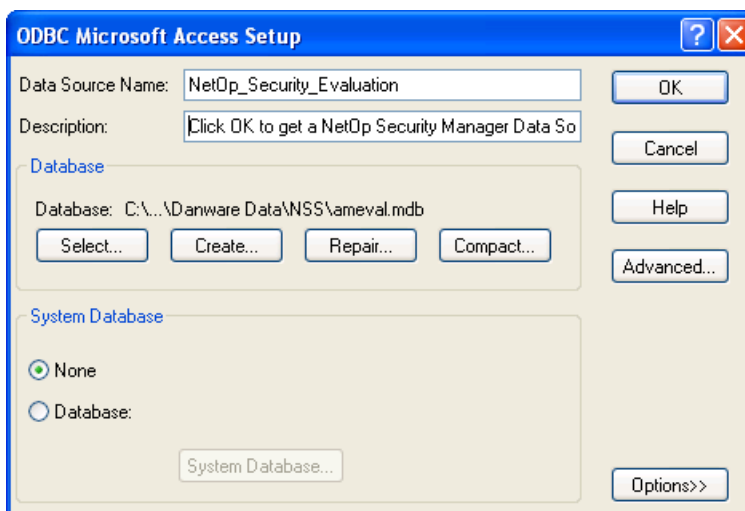 ODBC Microsoft Access Setup
Data Source Name: NetOp_Security_Evaluation
OK
Description: Click OK to get a NetOp Security Manager Data So
Cancel
Database
Database: C:\...\Danware Data\NSS\ameval.mdb
Help
Select... Create... Repair... Compact...
Advanced...
System Database
None
Database:
System Database...
Options>>